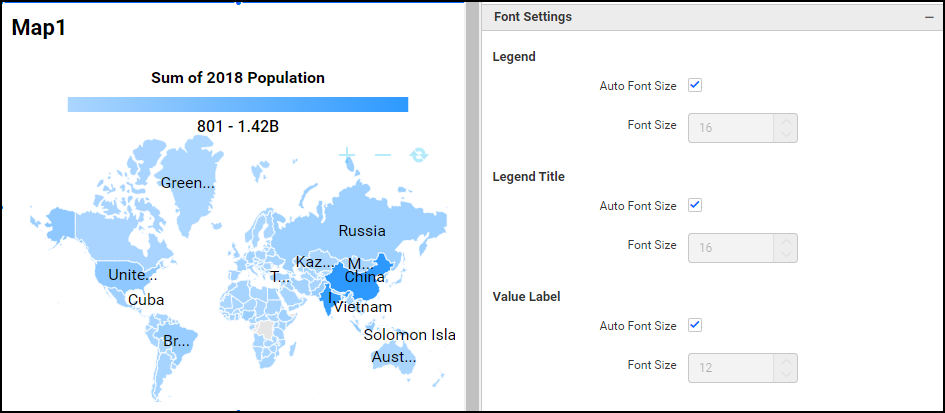 Map1
Sum of 2018 Population
801 - 1.42B
Green...
Russia
Kaz...
M...
Unite...
T...
China
I...
Cuba
Vietnam
Solomon Isla
Br...
Aust...
Font Settings
Legend
Auto Font Size
Font Size
16
Legend Title
Auto Font Size
Font Size
16
Value Label
Auto Font Size
Font Size
12